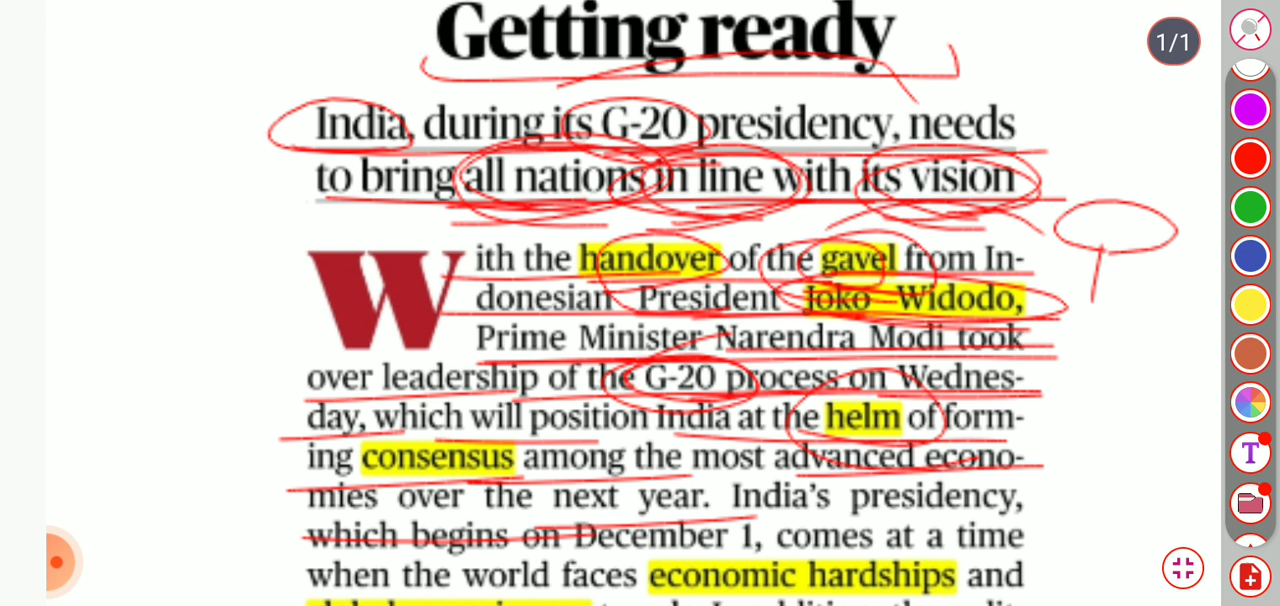 Getting ready
1/1
India, during its G-20 presidency, needs
to bring all nations in line with its vision
With the handover of the gavel from In-
donesian President Joko Widodo,
Prime Minister Narendra Modi took
over leadership of the G-20 process on Wednes-
day, which will position India at the helm of form-
ing consensus among the most advanced econo-
mies over the next year. India's presidency,
which begins on December 1, comes at a time
when the world faces economic hardships and
T